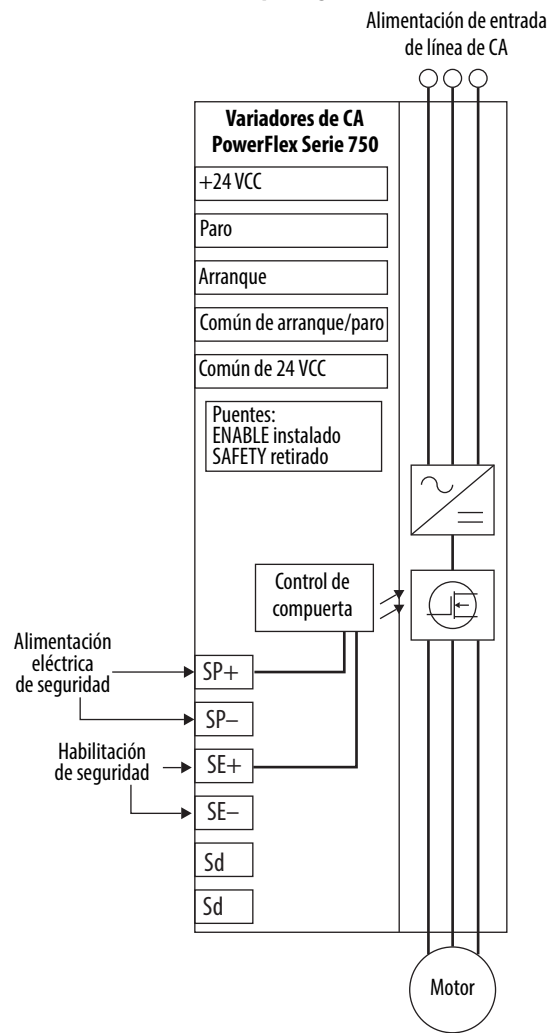 Alimentación de entrada
de línea de CA
Variadores de CA
PowerFlex Serie 750
+24 VCC
Paro
Arranque
Común de arranque/paro
Común de 24 VCC
Puentes:
ENABLE instalado
SAFETY retirado
Control de
compuerta
Alimentación
eléctrica
de seguridad
SP+
SP–
Habilitación
de seguridad
SE+
SE–
Sd
Sd
Motor